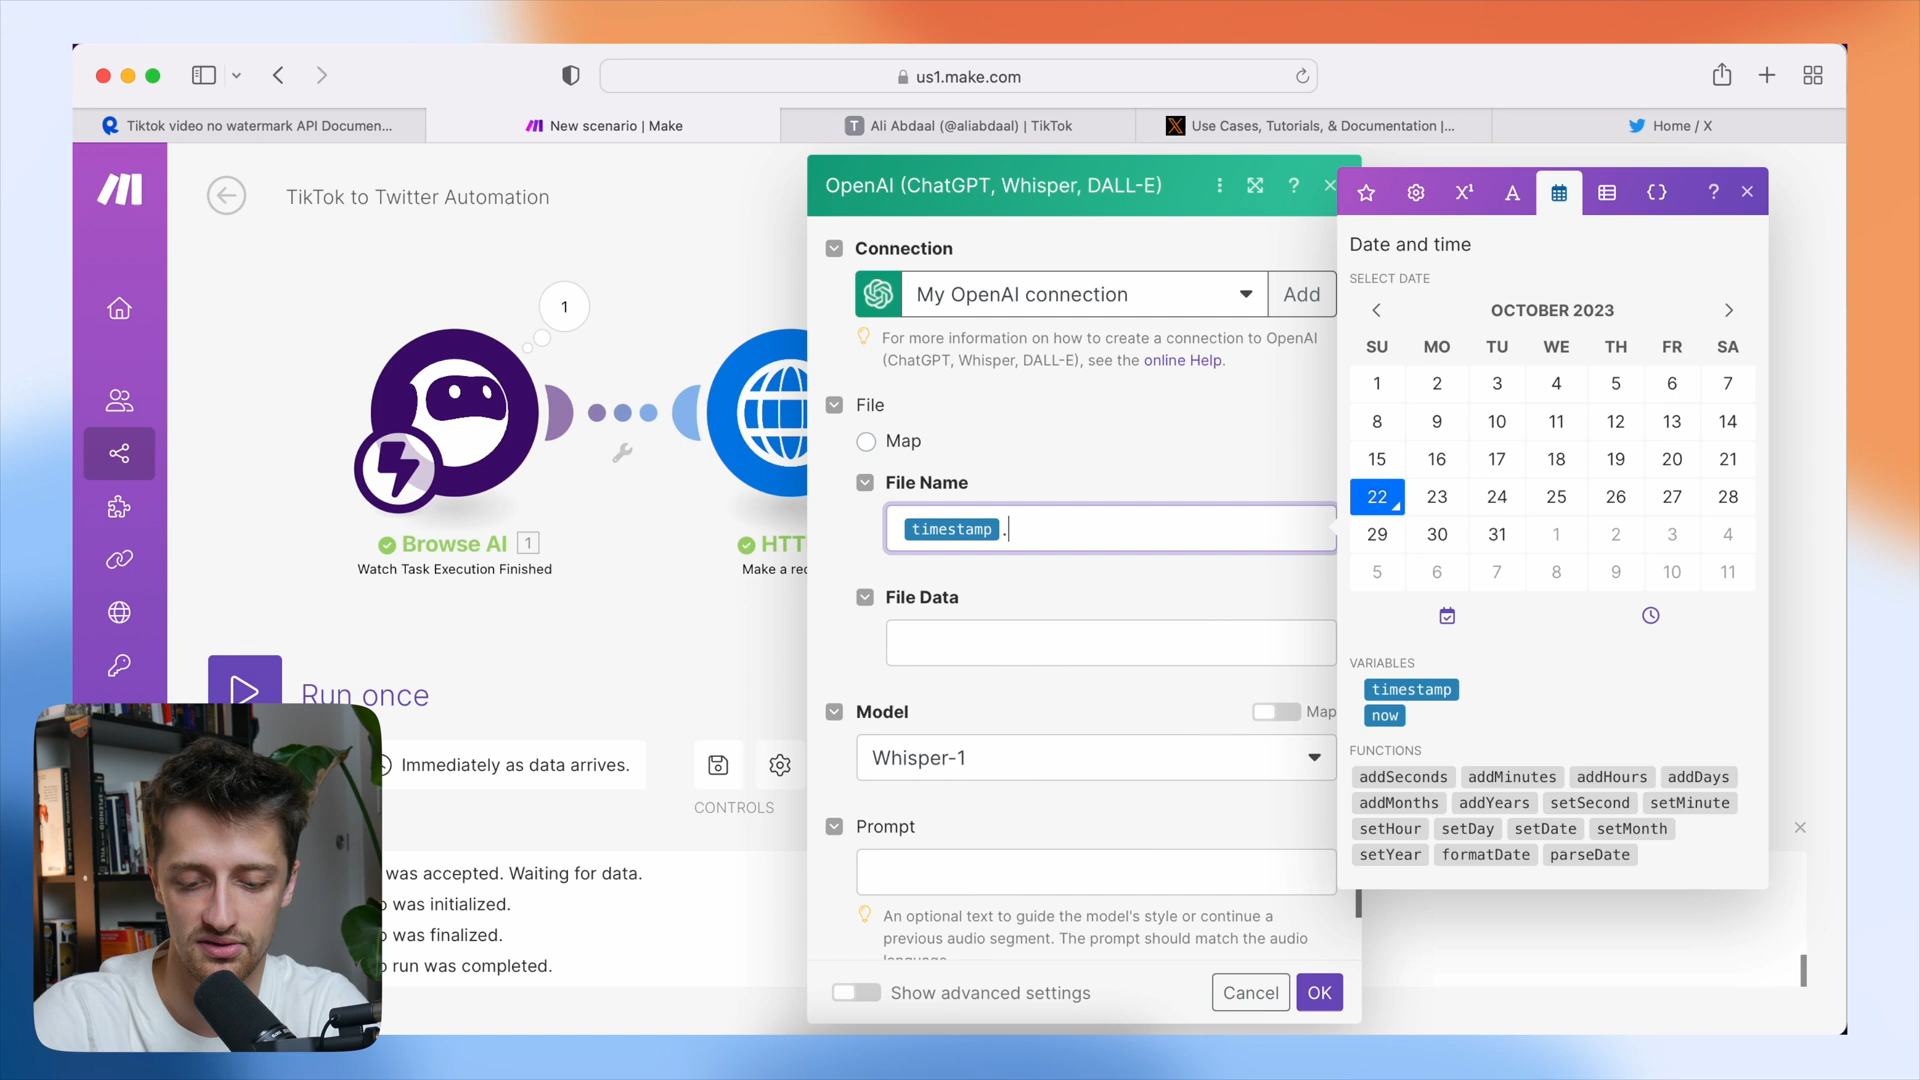 us1.make.com
Tiktok video no watermark API Documen...
New scenario | Make
T
Ali Abdaal (@aliabdaal) | TikTok
Use Cases, Tutorials, & Documentation |...
Home / X
TikTok to Twitter Automation
1
Browse AI 1
Watch Task Execution Finished
HTT
Make a rec
Run once
Immediately as data arrives.
CONTROLS
was accepted. Waiting for data.
was initialized.
was finalized.
run was completed.
OpenAI (ChatGPT, Whisper, DALL-E)
?
Connection
My OpenAI connection
Add
For more information on how to create a connection to OpenAI
(ChatGPT, Whisper, DALL-E), see the online Help.
File
Map
File Name
timestamp .
File Data
Model
Map
Whisper-1
Prompt
An optional text to guide the model's style or continue a
previous audio segment. The prompt should match the audio
language.
Show advanced settings
Cancel
OK
X¹
A
{}
?
Date and time
SELECT DATE
OCTOBER 2023
SU MO TU WE TH FR SA
1 2 3 4 5 6 7
8 9 10 11 12 13 14
15 16 17 18 19 20 21
22 23 24 25 26 27 28
29 30 31 1 2 3 4
5 6 7 8 9 10 11
VARIABLES
timestamp
now
FUNCTIONS
addSeconds addMinutes addHours addDays
addMonths addYears setSecond setMinute
setHour setDay setDate setMonth
setYear formatDate parseDate